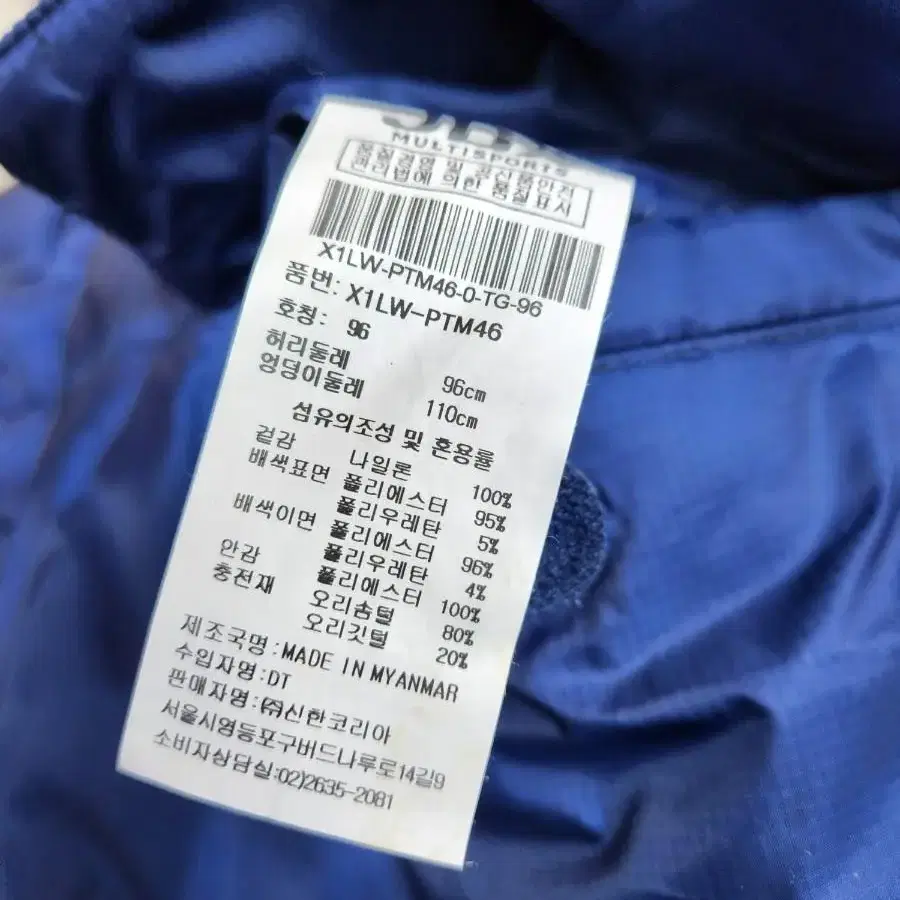 MULTISPORTS
품질경영 및 공산품안전
관리법에 의한 품질표시
X1LW-PTM46-0-TG-96
품번: X1LW-PTM46
호칭: 96
허리둘레 96cm
엉덩이둘레 110cm
섬유의조성 및 혼용률
겉감 나일론 100%
배색표면 폴리에스터 95%
폴리우레탄 5%
배색이면 폴리에스터 96%
폴리우레탄 4%
안감 폴리에스터 100%
충전재 오리솜털 80%
오리깃털 20%
제조국명:MADE IN MYANMAR
수입자명:DT
판매자명:㈜신한코리아
서울시영등포구버드나루로14길9
소비자상담실:02)2635-2081